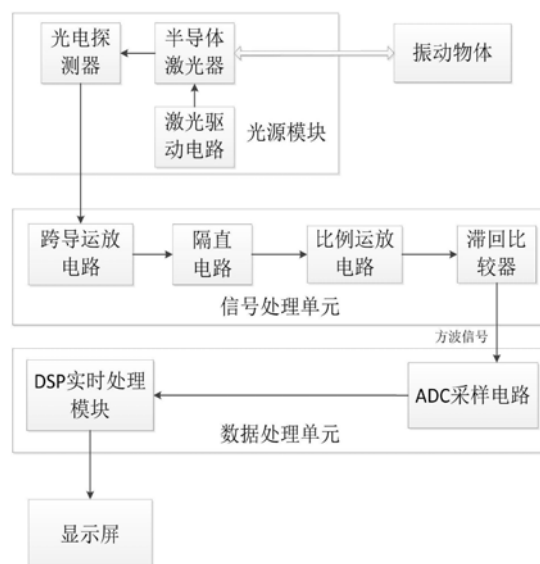 光电探
测器
半导体
激光器
振动物体
激光驱
动电路
光源模块
跨导运放
电路
隔直
电路
比例运放
电路
滞回比
较器
信号处理单元
方波信号
DSP实时处理
模块
ADC采样电路
数据处理单元
显示屏